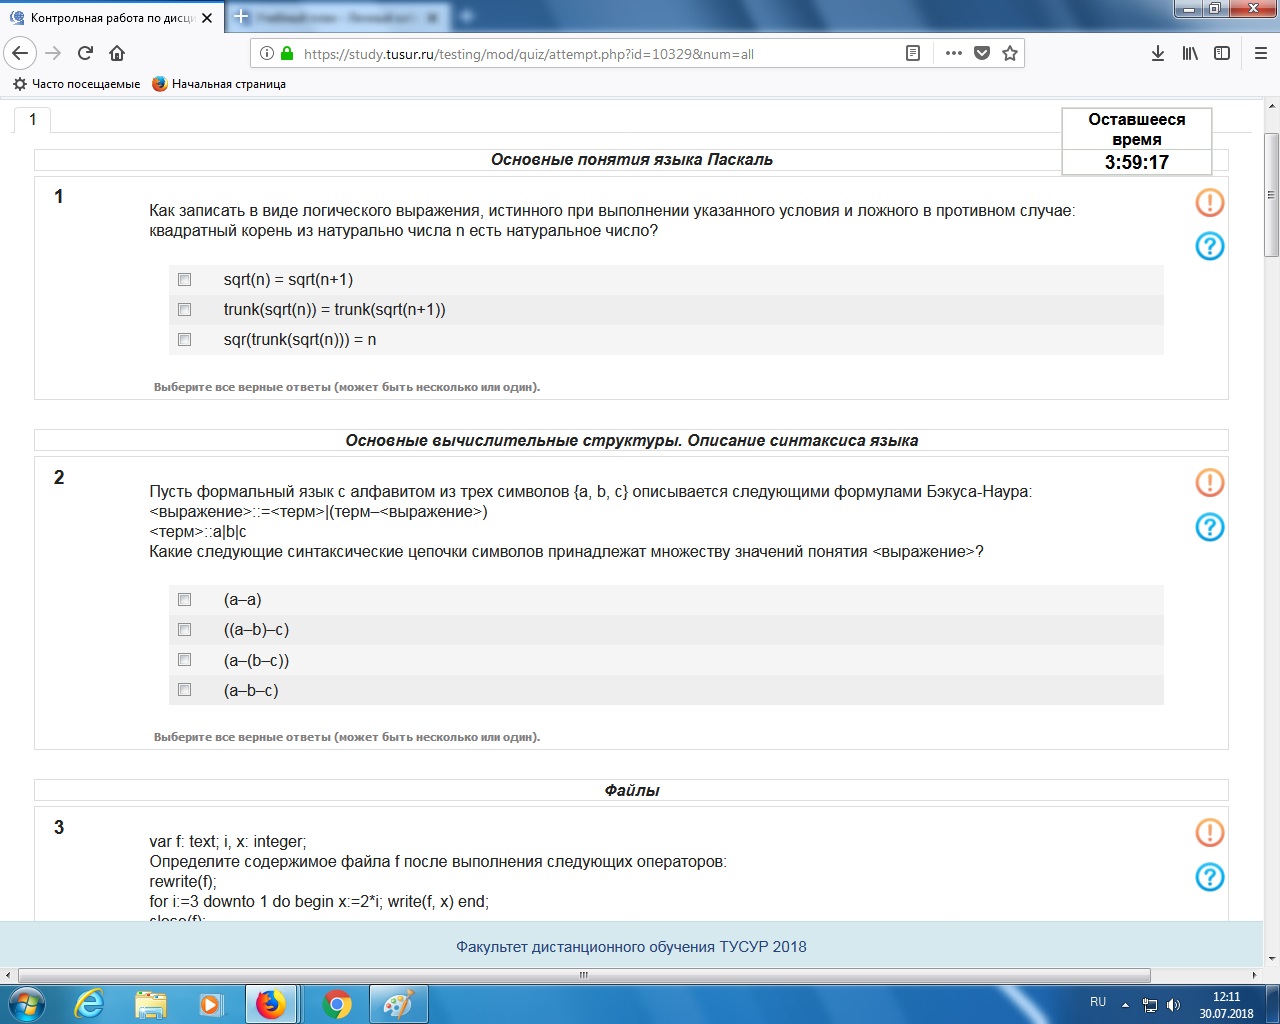 Контрольная работа по дисци
https://study.tusur.ru/testing/mod/quiz/attempt.php?id=10329&num=all
Часто посещаемые
Начальная страница
1
Оставшееся
время
3:59:17
Основные понятия языка Паскаль
1
Как записать в виде логического выражения, истинного при выполнении указанного условия и ложного в противном случае:
квадратный корень из натурально числа n есть натуральное число?
sqrt(n) = sqrt(n+1)
trunk(sqrt(n)) = trunk(sqrt(n+1))
sqr(trunk(sqrt(n))) = n
Выберите все верные ответы (может быть несколько или один).
Основные вычислительные структуры. Описание синтаксиса языка
2
Пусть формальный язык с алфавитом из трех символов {a, b, c} описывается следующими формулами Бэкуса-Наура:
<выражение>::=<терм>|(терм–<выражение>)
<терм>::a|b|c
Какие следующие синтаксические цепочки символов принадлежат множеству значений понятия <выражение>?
(a–a)
((a–b)–c)
(a–(b–c))
(a–b–c)
Выберите все верные ответы (может быть несколько или один).
Файлы
3
var f: text; i, x: integer;
Определите содержимое файла f после выполнения следующих операторов:
rewrite(f);
for i:=3 downto 1 do begin x:=2*i; write(f, x) end;
close(f);
Факультет дистанционного обучения ТУСУР 2018
RU
12:11
30.07.2018